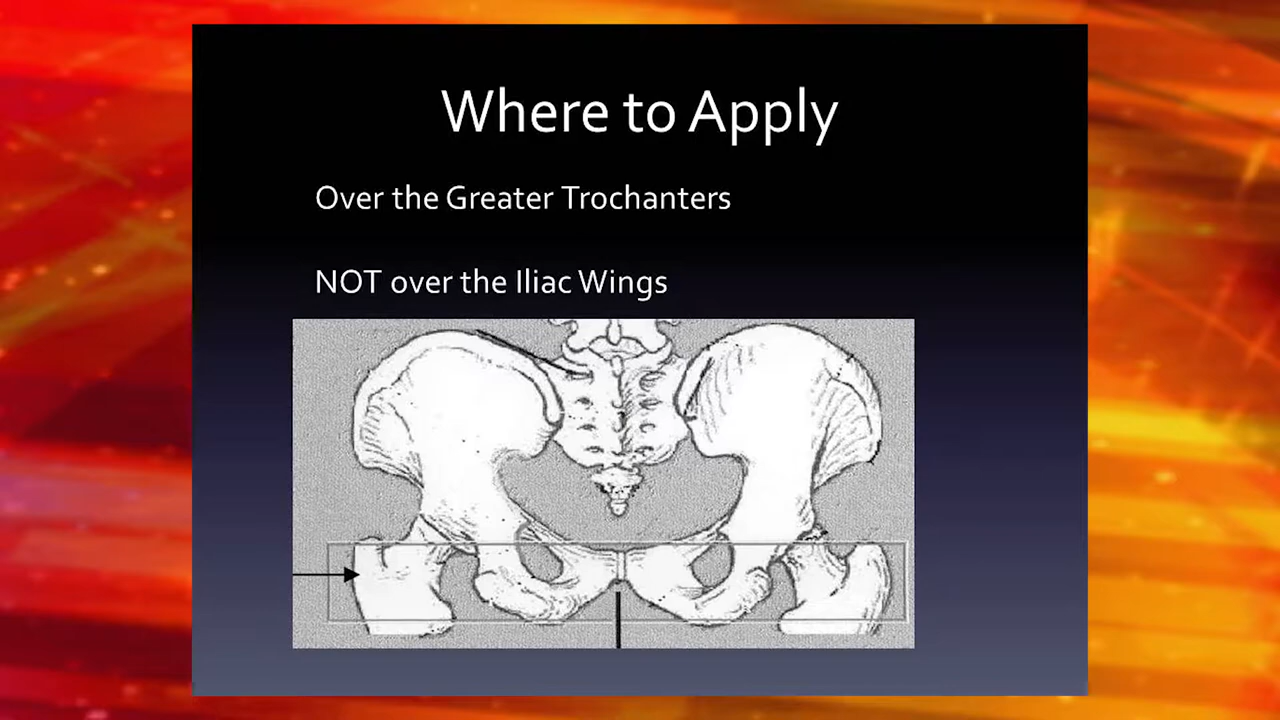 Where to Apply
Over the Greater Trochanters
NOT over the Iliac Wings